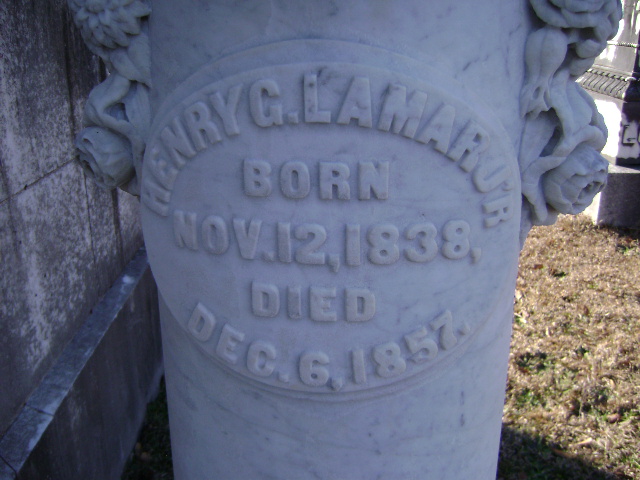 HENRY G. LAMAR JR
BORN
NOV. 12, 1838,
DIED
DEC. 6, 1857.